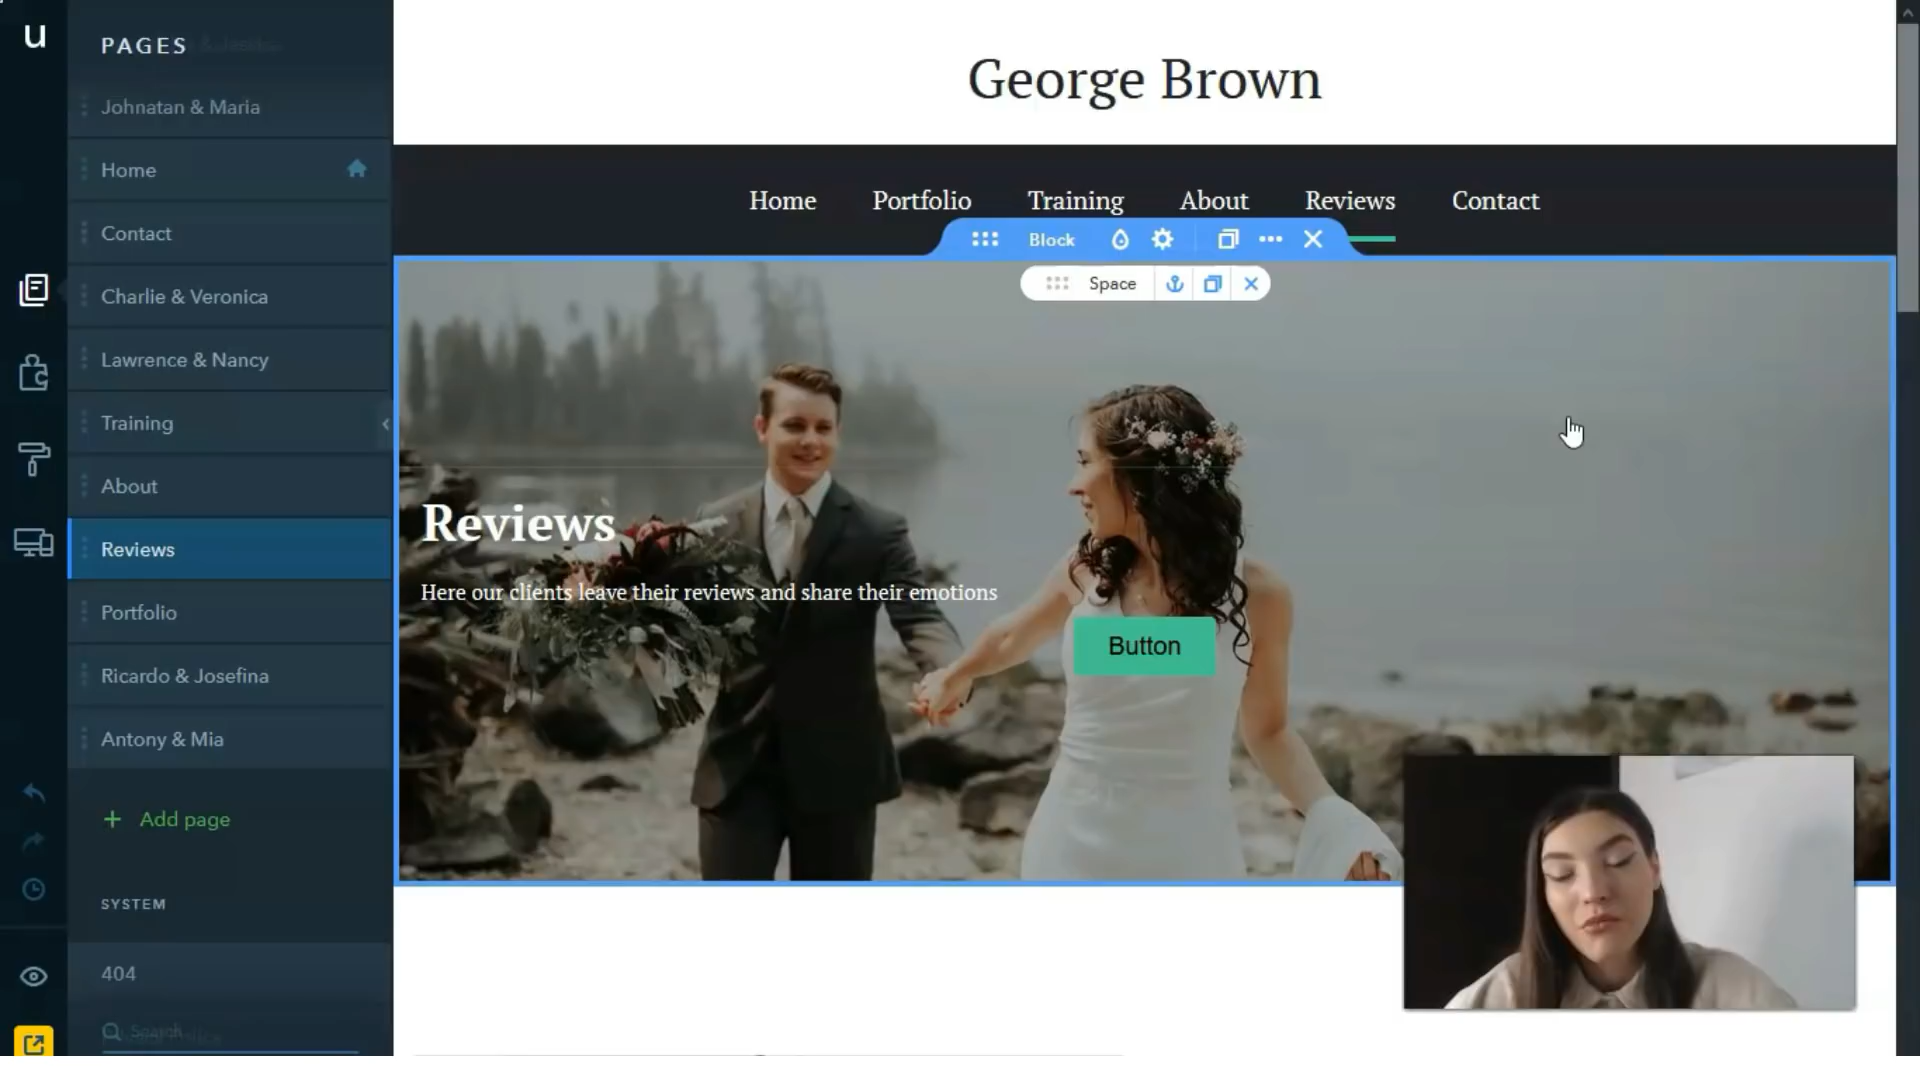 u
PAGES
Johnatan & Maria
Home
Contact
Charlie & Veronica
Lawrence & Nancy
Training
About
Reviews
Portfolio
Ricardo & Josefina
Antony & Mia
+ Add page
SYSTEM
404
Search
George Brown
Home Portfolio Training About Reviews Contact
Block
Space
Reviews
Here our clients leave their reviews and share their emotions
Button